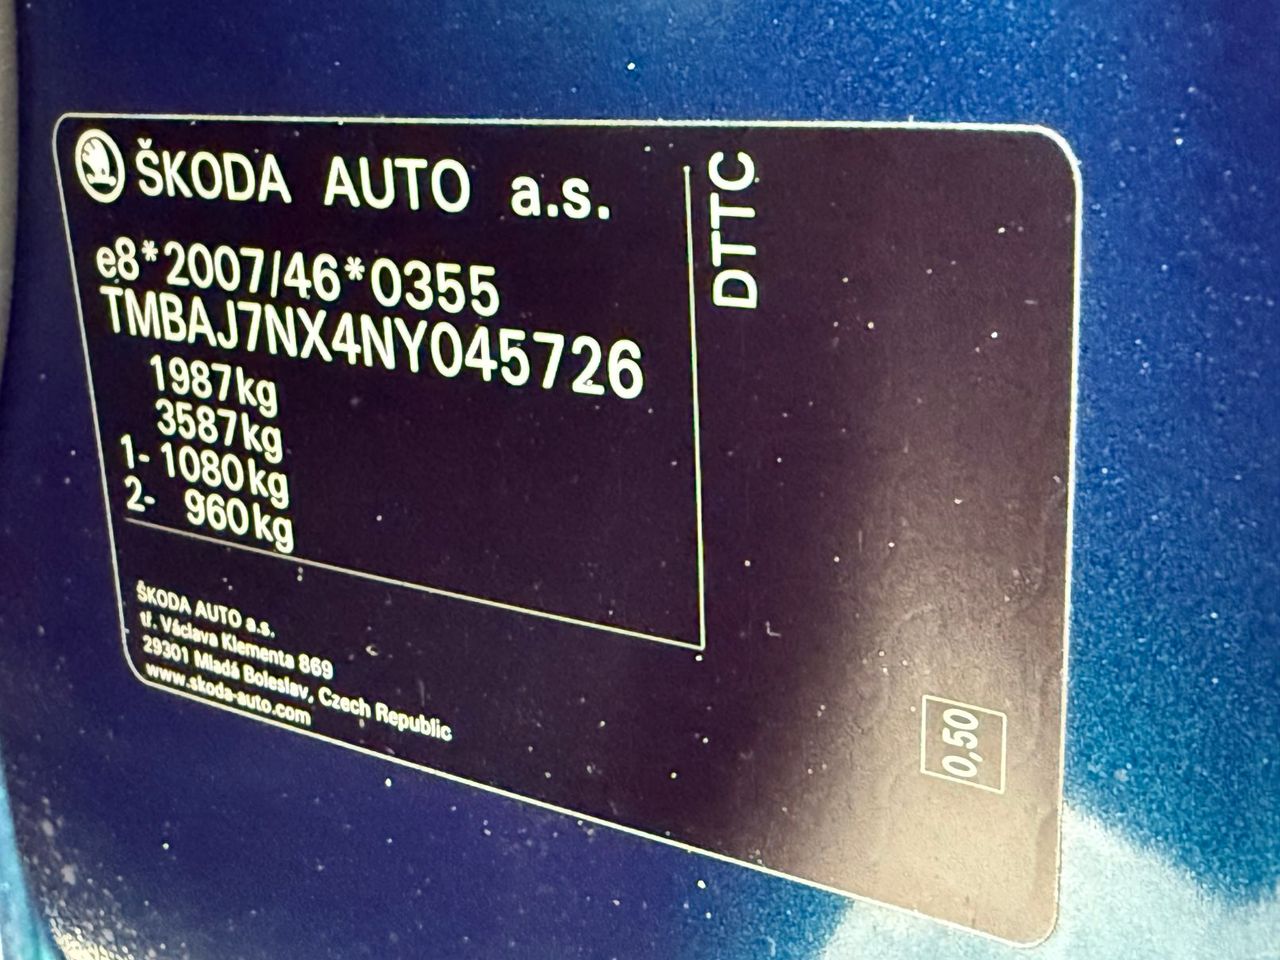 ŠKODA AUTO a.s.
e8*2007/46*0355
TMBAJ7NX4NY045726
1987kg
3587kg
1- 1080kg
2- 960kg
DTTC
ŠKODA AUTO a.s.
tř. Václava Klementa 869
29301 Mladá Boleslav, Czech Republic
www.skoda-auto.com
0,50